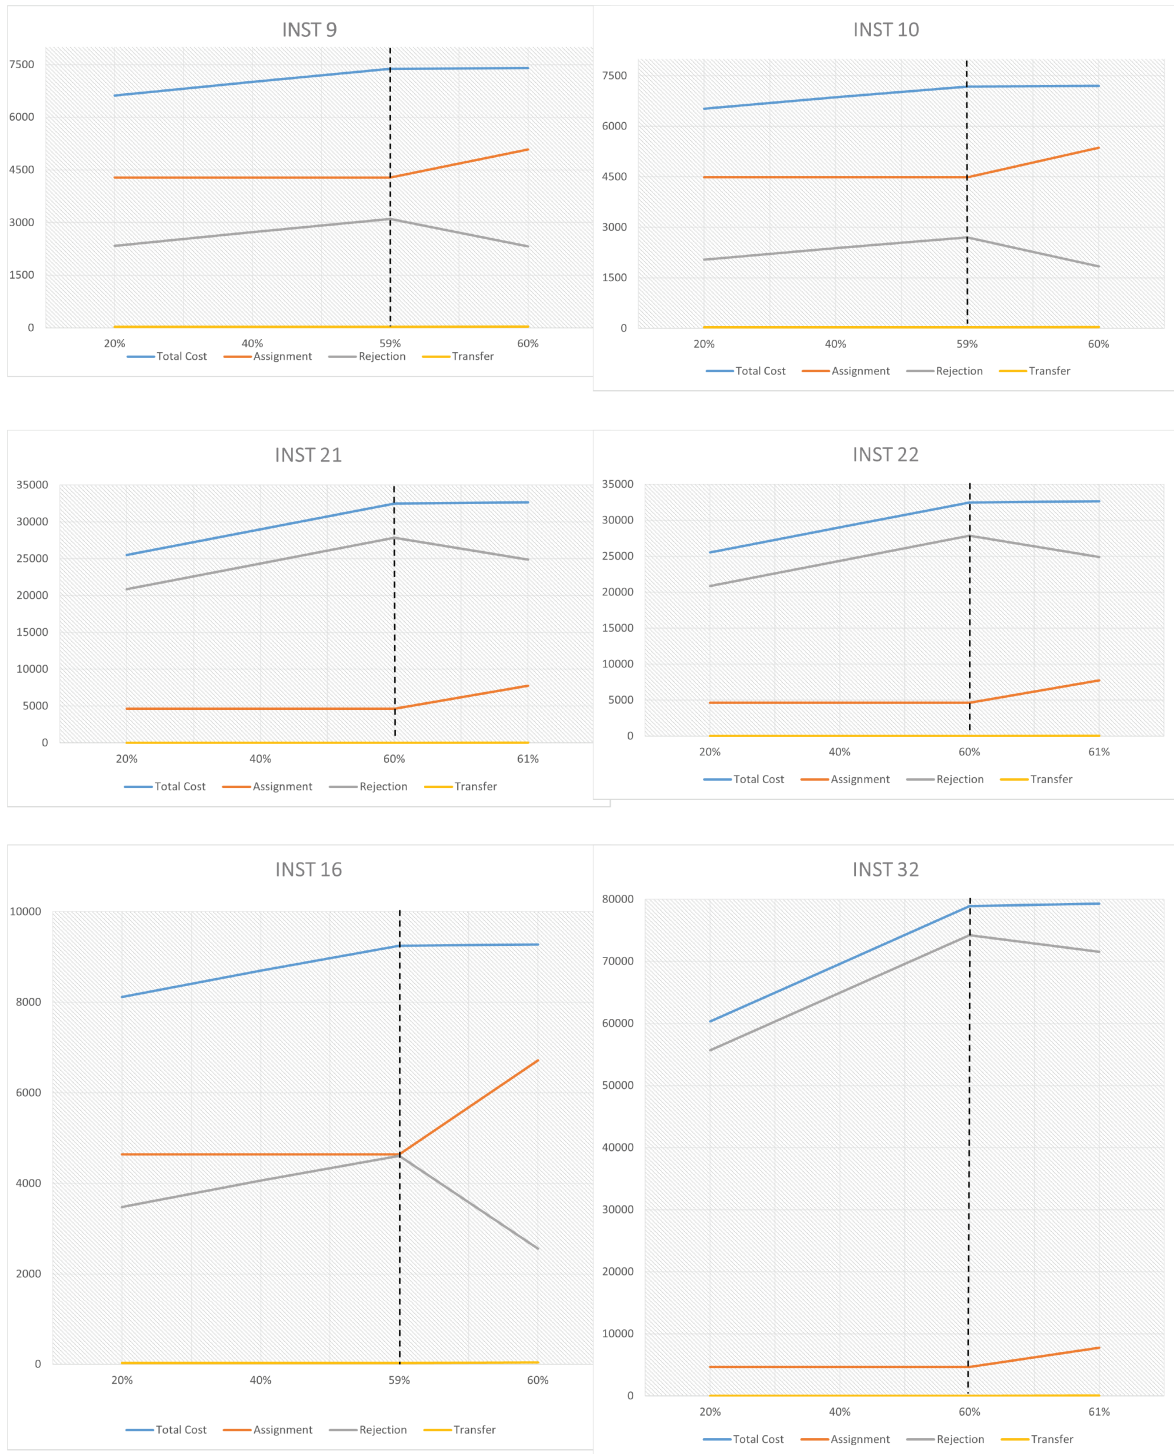 INST 9
7500
6000
4500
3000
1500
0
20% 40% 59% 60%
Total Cost Assignment Rejection Transfer
INST 10
7500
6000
4500
3000
1500
0
20% 40% 59% 60%
Total Cost Assignment Rejection Transfer
INST 21
35000
30000
25000
20000
15000
10000
5000
0
20% 40% 60% 61%
Total Cost Assignment Rejection Transfer
INST 22
35000
30000
25000
20000
15000
10000
5000
0
20% 40% 60% 61%
Total Cost Assignment Rejection Transfer
INST 16
10000
8000
6000
4000
2000
0
20% 40% 59% 60%
Total Cost Assignment Rejection Transfer
INST 32
80000
70000
60000
50000
40000
30000
20000
10000
0
20% 40% 60% 61%
Total Cost Assignment Rejection Transfer